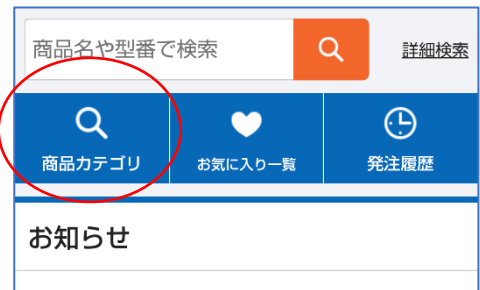 商品名や型番で検索
詳細検索
商品カテゴリ
お気に入り一覧
発注履歴
お知らせ